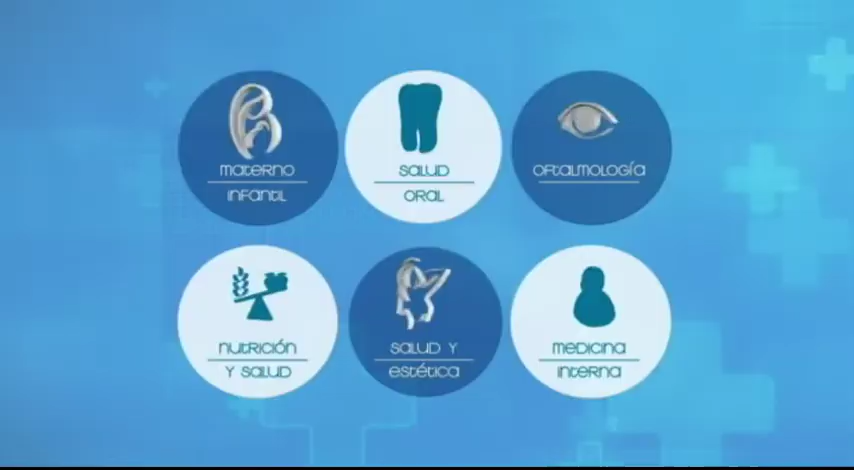 MATERNO
INFANTIL
SALUD
ORAL
OFTALMOLOGÍA
NUTRICIÓN
Y SALUD
SALUD Y
ESTÉTICA
MEDICINA
INTERNA